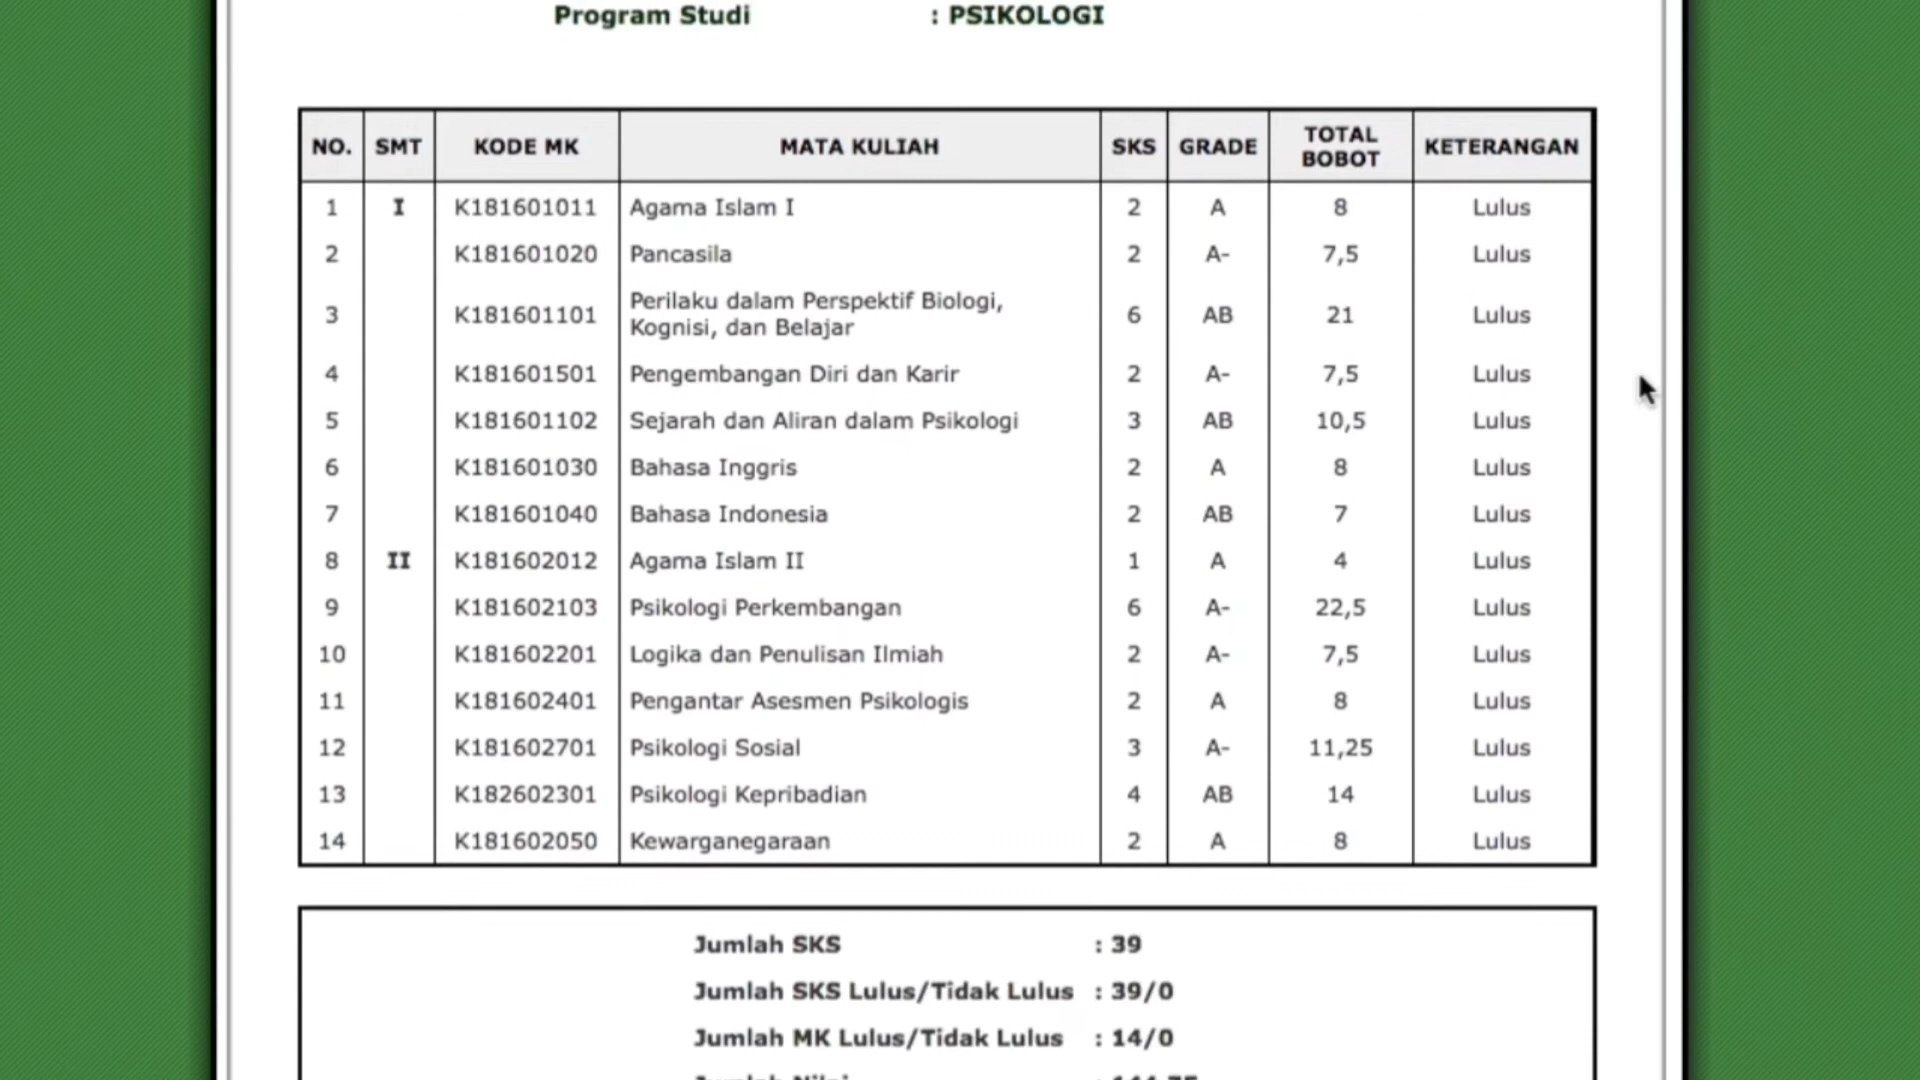 Program Studi : PSIKOLOGI
NO. SMT KODE MK MATA KULIAH SKS GRADE TOTAL BOBOT KETERANGAN
1 I K181601011 Agama Islam I 2 A 8 Lulus
2 K181601020 Pancasila 2 A- 7,5 Lulus
3 K181601101 Perilaku dalam Perspektif Biologi, Kognisi, dan Belajar 6 AB 21 Lulus
4 K181601501 Pengembangan Diri dan Karir 2 A- 7,5 Lulus
5 K181601102 Sejarah dan Aliran dalam Psikologi 3 AB 10,5 Lulus
6 K181601030 Bahasa Inggris 2 A 8 Lulus
7 K181601040 Bahasa Indonesia 2 AB 7 Lulus
8 II K181602012 Agama Islam II 1 A 4 Lulus
9 K181602103 Psikologi Perkembangan 6 A- 22,5 Lulus
10 K181602201 Logika dan Penulisan Ilmiah 2 A- 7,5 Lulus
11 K181602401 Pengantar Asesmen Psikologis 2 A 8 Lulus
12 K181602701 Psikologi Sosial 3 A- 11,25 Lulus
13 K182602301 Psikologi Kepribadian 4 AB 14 Lulus
14 K181602050 Kewarganegaraan 2 A 8 Lulus
Jumlah SKS : 39
Jumlah SKS Lulus/Tidak Lulus : 39/0
Jumlah MK Lulus/Tidak Lulus : 14/0